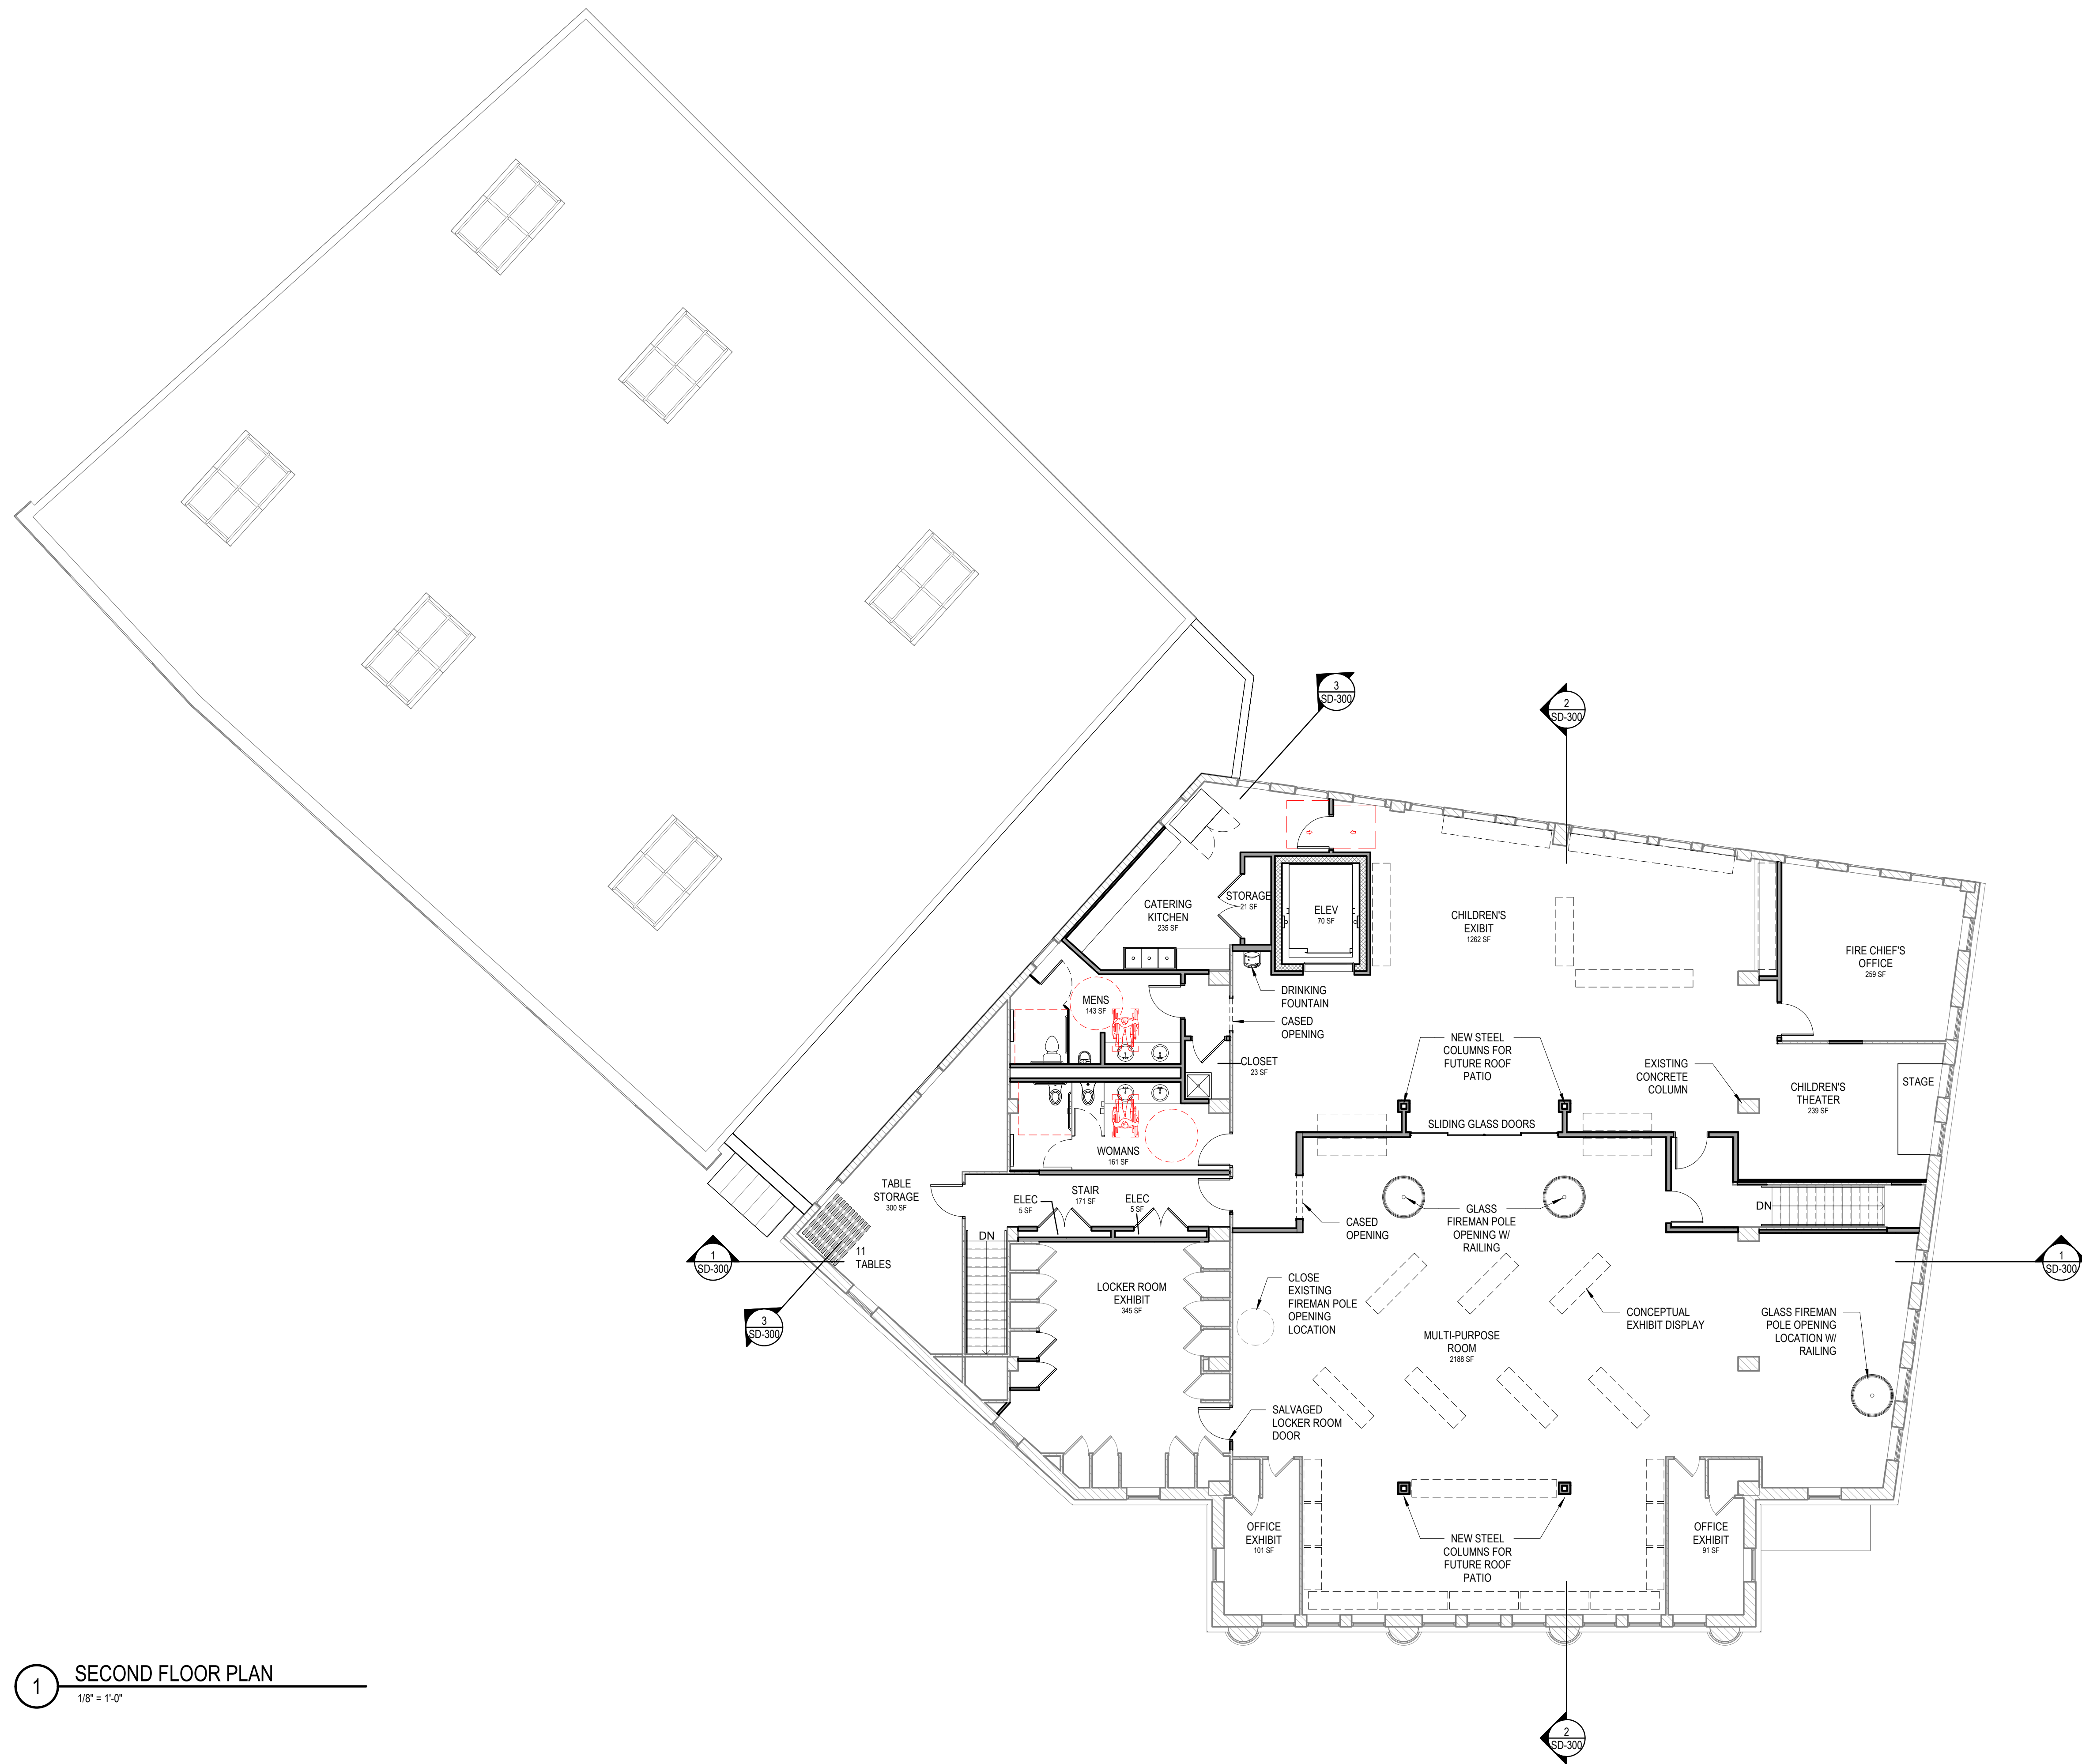 3
SD-300
2
SD-300
STORAGE
21 SF
CATERING
KITCHEN
235 SF
ELEV
70 SF
CHILDREN'S
EXIBIT
1262 SF
FIRE CHIEF'S
OFFICE
259 SF
DRINKING
FOUNTAIN
MENS
143 SF
CASED
OPENING
NEW STEEL
COLUMNS FOR
FUTURE ROOF
PATIO
CLOSET
23 SF
EXISTING
CONCRETE
COLUMN
CHILDREN'S
THEATER
239 SF
STAGE
SLIDING GLASS DOORS
WOMANS
161 SF
TABLE
STORAGE
300 SF
STAIR
171 SF
ELEC
5 SF
ELEC
5 SF
DN
DN
CASED
OPENING
GLASS
FIREMAN POLE
OPENING W/
RAILING
1
SD-300
11
TABLES
1
SD-300
3
SD-300
LOCKER ROOM
EXHIBIT
345 SF
CLOSE
EXISTING
FIREMAN POLE
OPENING
LOCATION
CONCEPTUAL
EXHIBIT DISPLAY
GLASS FIREMAN
POLE OPENING
LOCATION W/
RAILING
MULTI-PURPOSE
ROOM
2188 SF
SALVAGED
LOCKER ROOM
DOOR
OFFICE
EXHIBIT
101 SF
NEW STEEL
COLUMNS FOR
FUTURE ROOF
PATIO
OFFICE
EXHIBIT
91 SF
1
SECOND FLOOR PLAN
1/8" = 1'-0"
2
SD-300